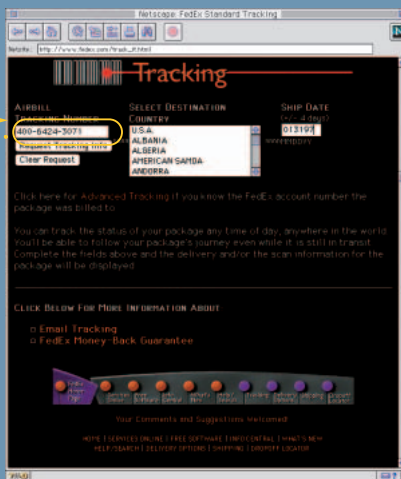 Netscape: FedEx Standard Tracking
Netsite: http://www.fedex.com/track_it.html
Tracking
AIRBILL
TRACKING NUMBER
SELECT DESTINATION
COUNTRY
SHIP DATE
(+/- 4 days)
400-6424-3071
U.S.A.
ALBANIA
ALGERIA
AMERICAN SAMOA
ANDORRA
013197
MMDDYY
Request Tracking Info
Clear Request
Click here for Advanced Tracking if you know the FedEx account number the
package was billed to.
You can track the status of your package any time of day, anywhere in the world.
You'll be able to follow your package's journey even while it is still in transit.
Complete the fields above and the delivery and/or the scan information for the
package will be displayed.
CLICK BELOW FOR MORE INFORMATION ABOUT
Email Tracking
FedEx Money-Back Guarantee
Your Comments and Suggestions Welcomed!
HOME | SERVICES ONLINE | FREE SOFTWARE | INFOCENTRAL | WHAT'S NEW
HELP/SEARCH | DELIVERY OPTIONS | SHIPPING | DROPOFF LOCATOR